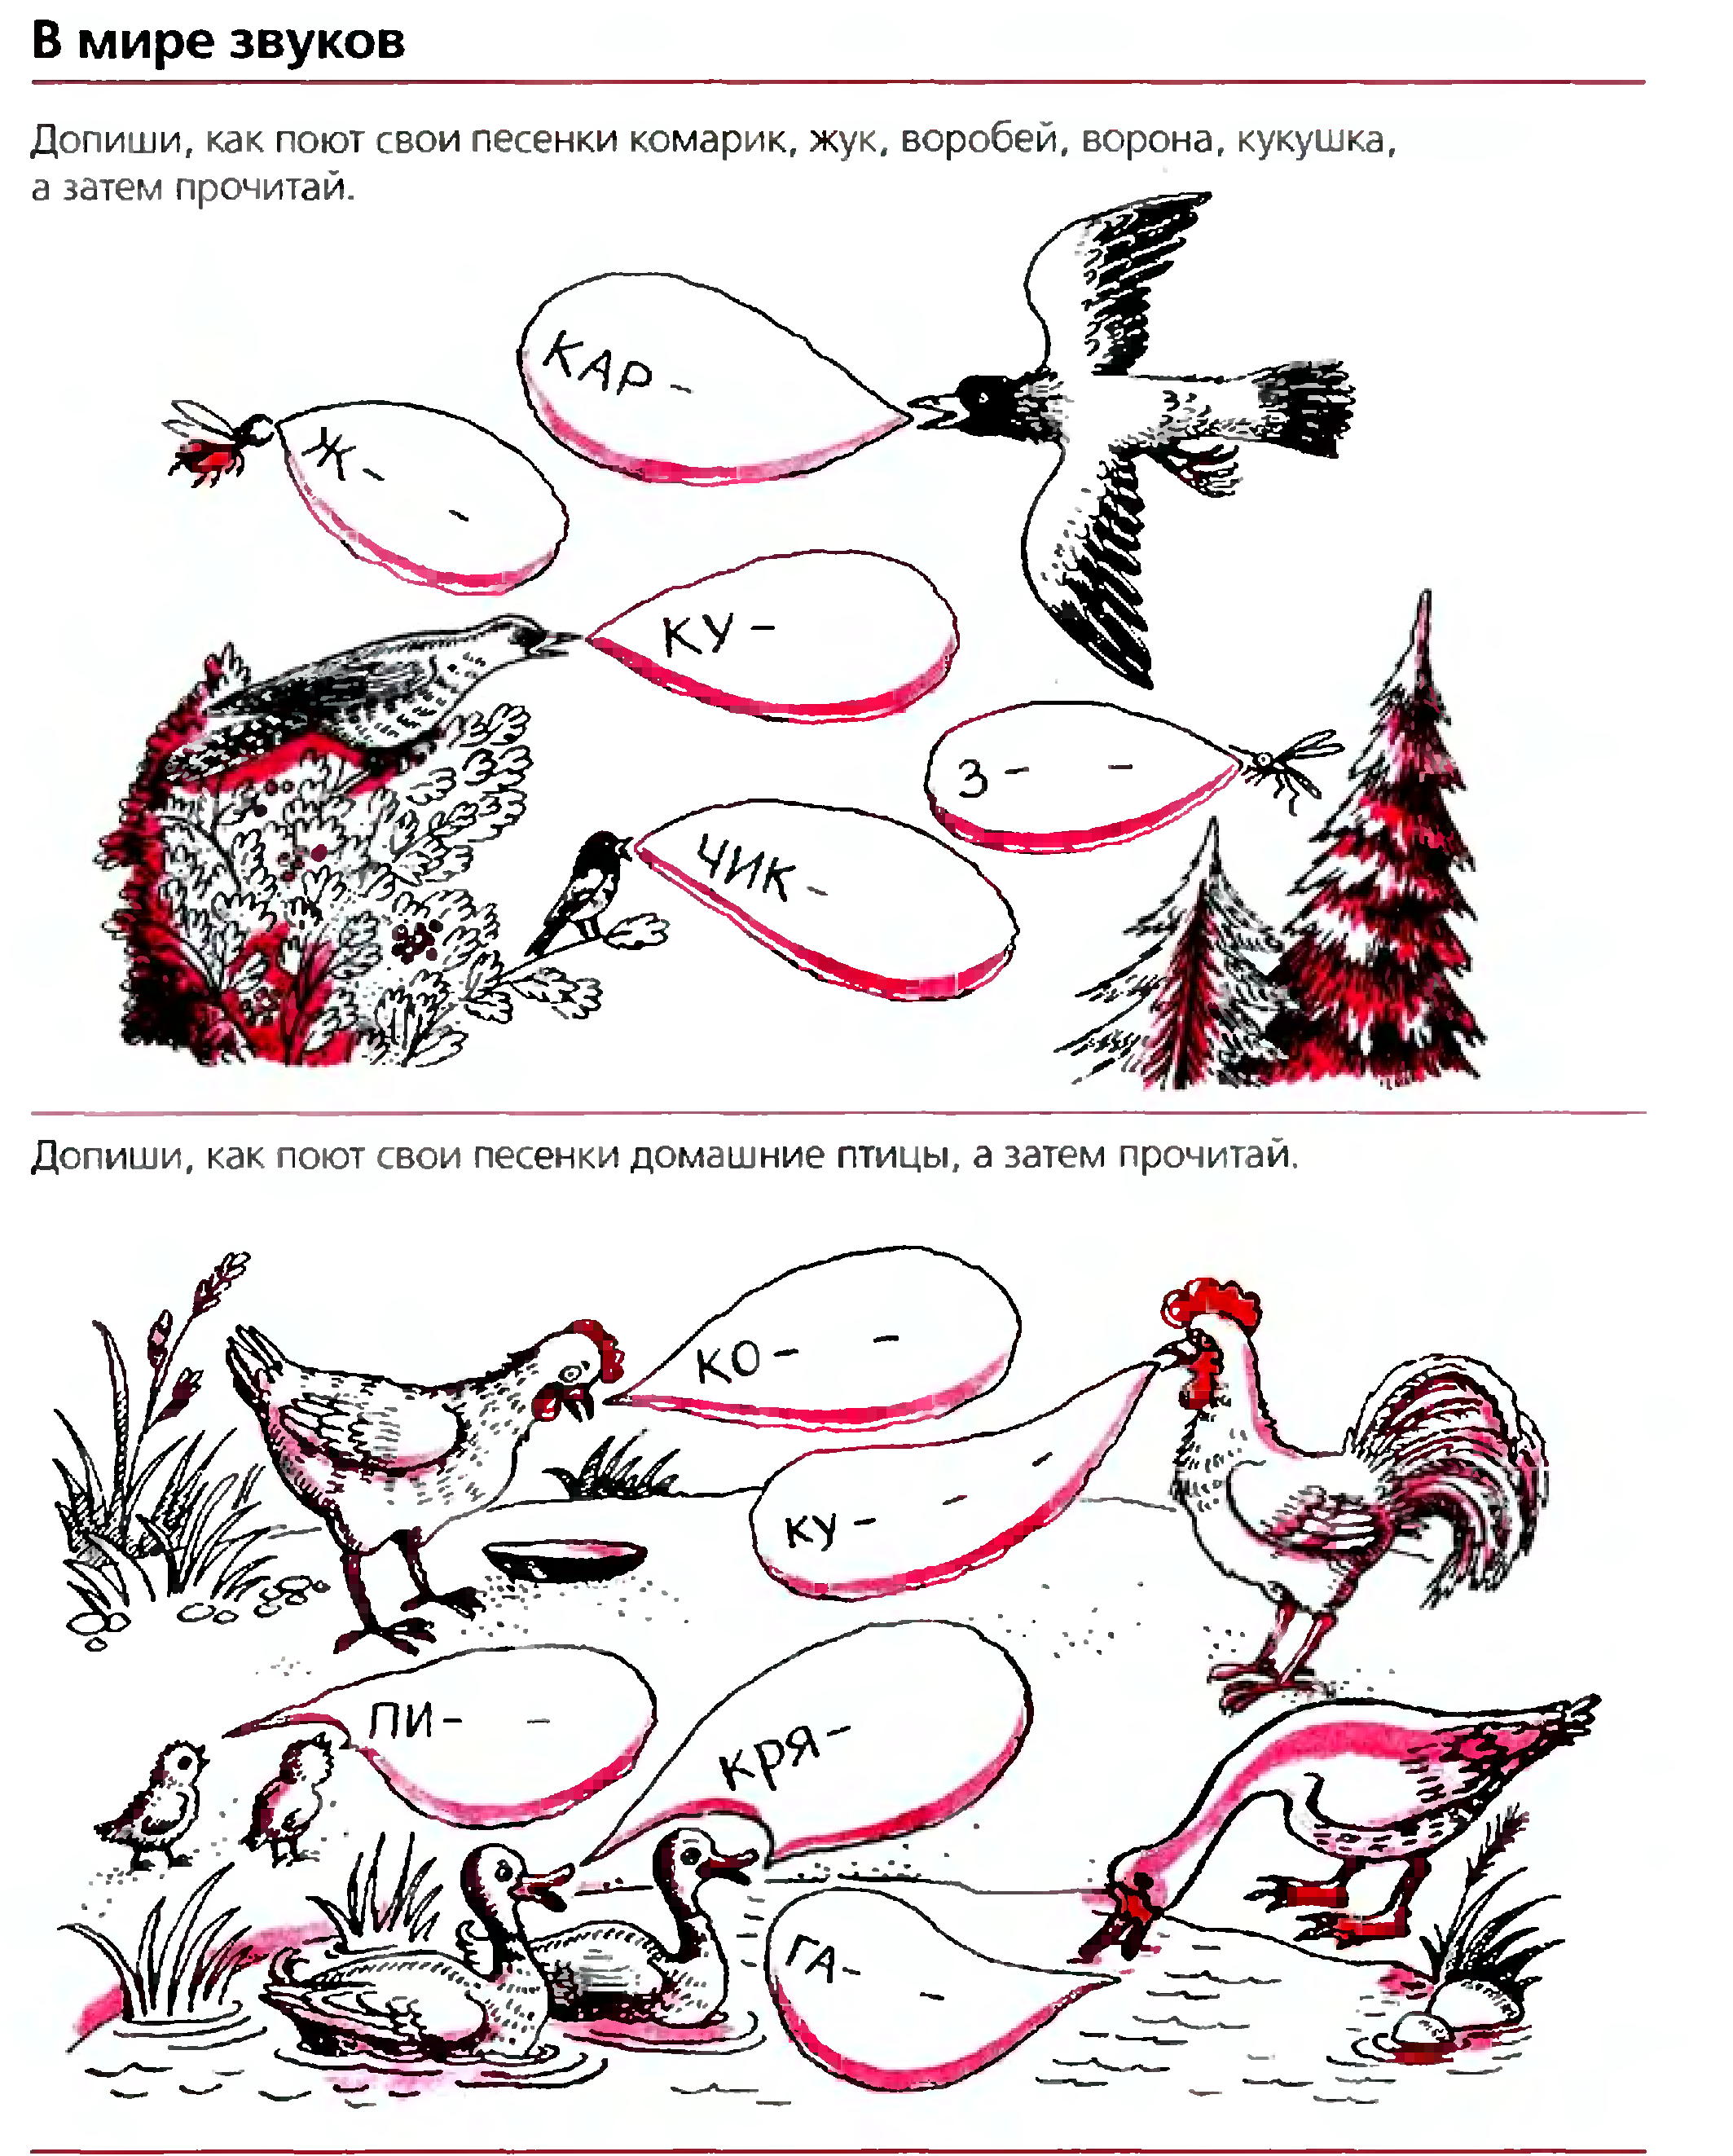 В мире звуков
Допиши, как поют свои песенки комарик, жук, воробей, ворона, кукушка,
а затем прочитай.
КАР -
Ж - -
КУ -
З - -
ЧИК -
Допиши, как поют свои песенки домашние птицы, а затем прочитай.
КО - -
КУ - - -
ПИ - -
КРЯ -
ГА - -